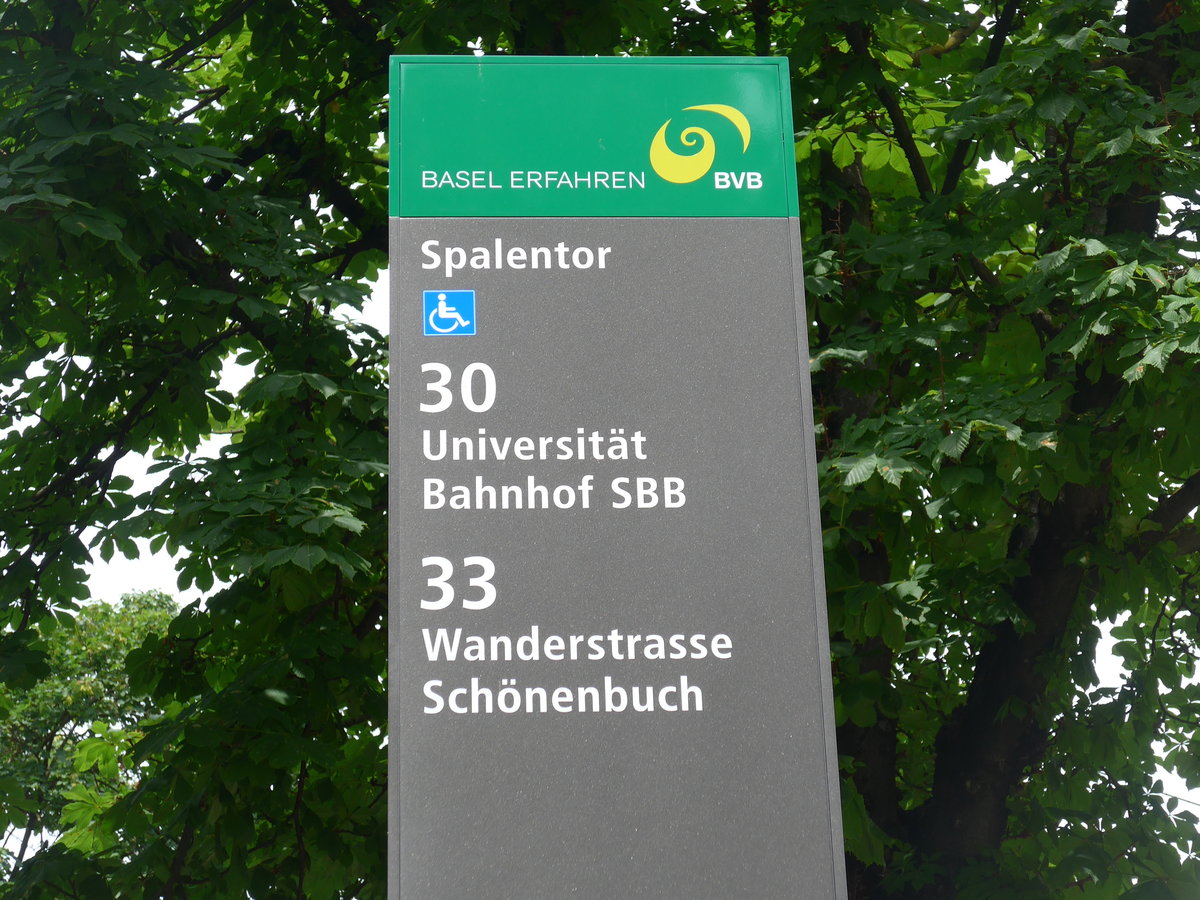 BASEL ERFAHREN BVB
Spalentor
30
Universität
Bahnhof SBB
33
Wanderstrasse
Schönenbuch